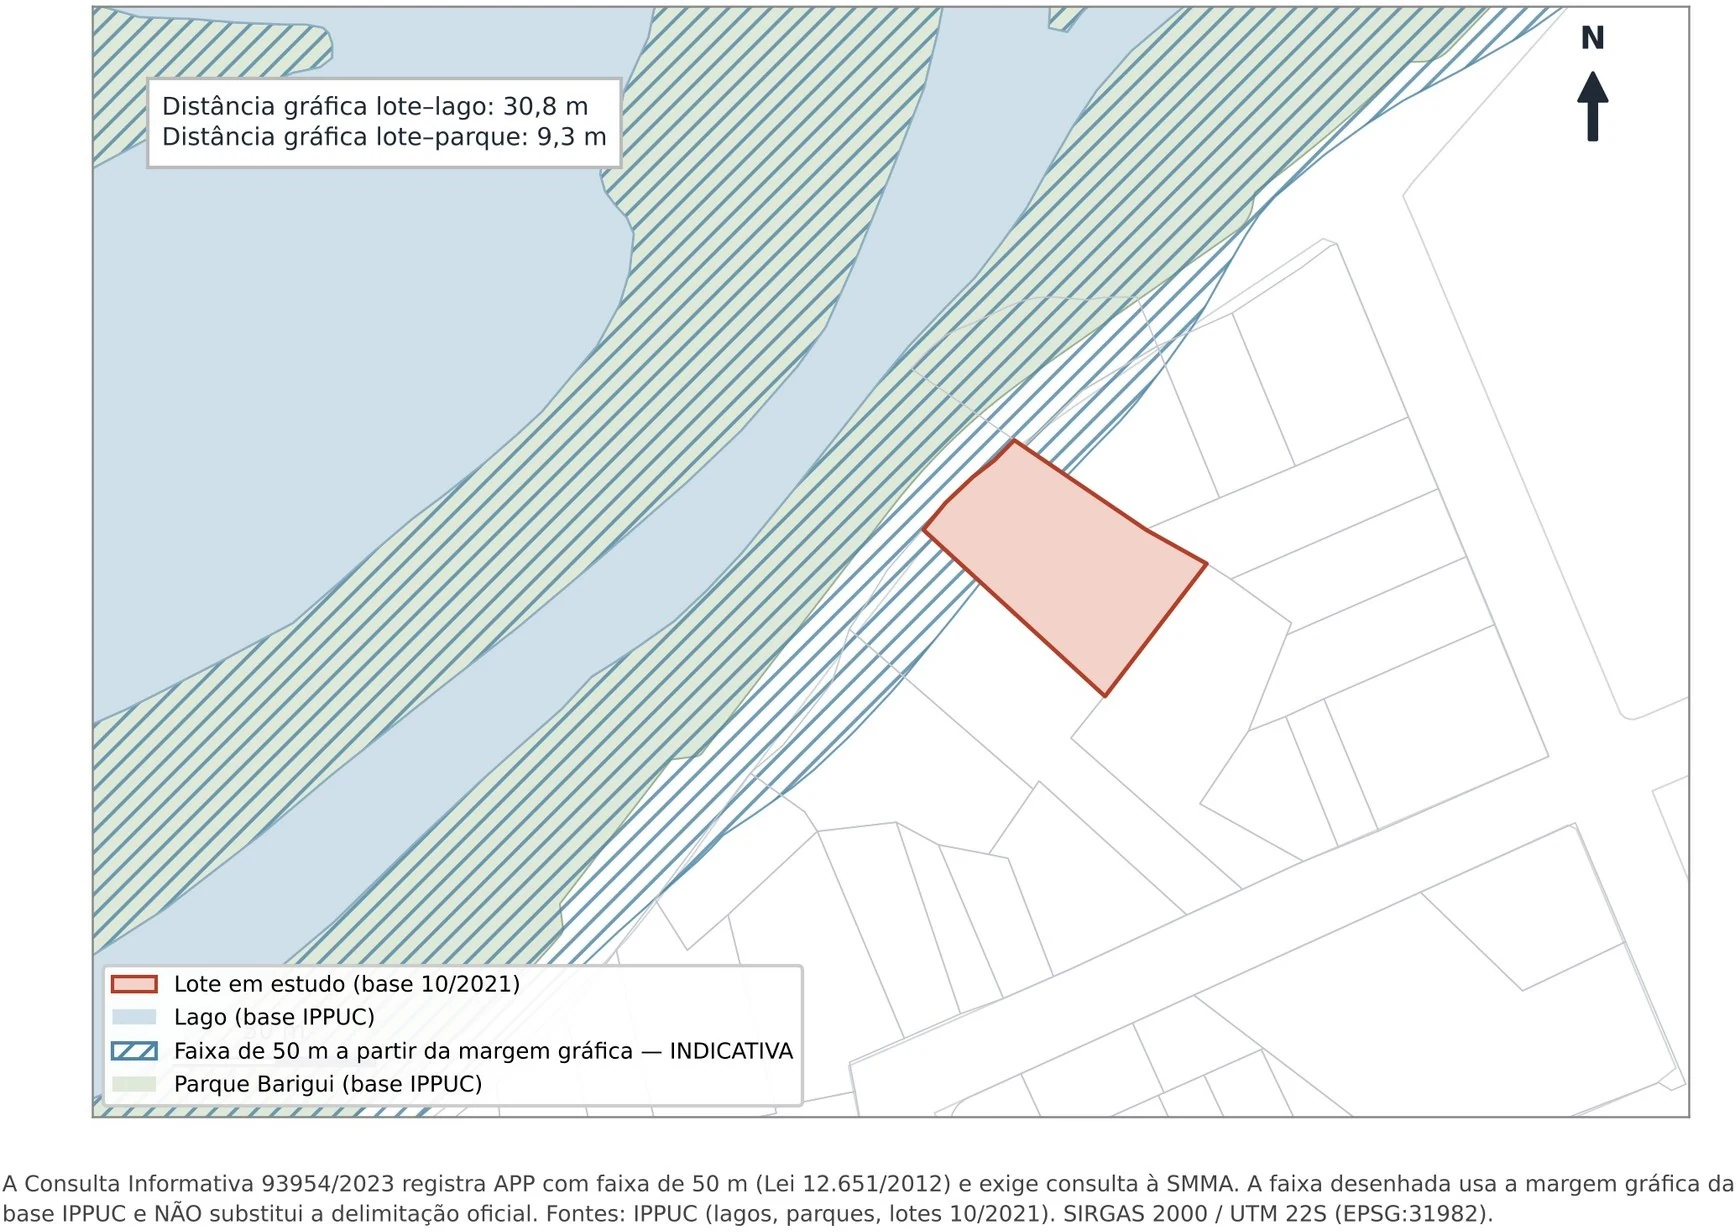 N
Distância gráfica lote–lago: 30,8 m
Distância gráfica lote–parque: 9,3 m
Lote em estudo (base 10/2021)
Lago (base IPPUC)
Faixa de 50 m a partir da margem gráfica — INDICATIVA
Parque Barigui (base IPPUC)
A Consulta Informativa 93954/2023 registra APP com faixa de 50 m (Lei 12.651/2012) e exige consulta à SMMA. A faixa desenhada usa a margem gráfica da
base IPPUC e NÃO substitui a delimitação oficial. Fontes: IPPUC (lagos, parques, lotes 10/2021). SIRGAS 2000 / UTM 22S (EPSG:31982).